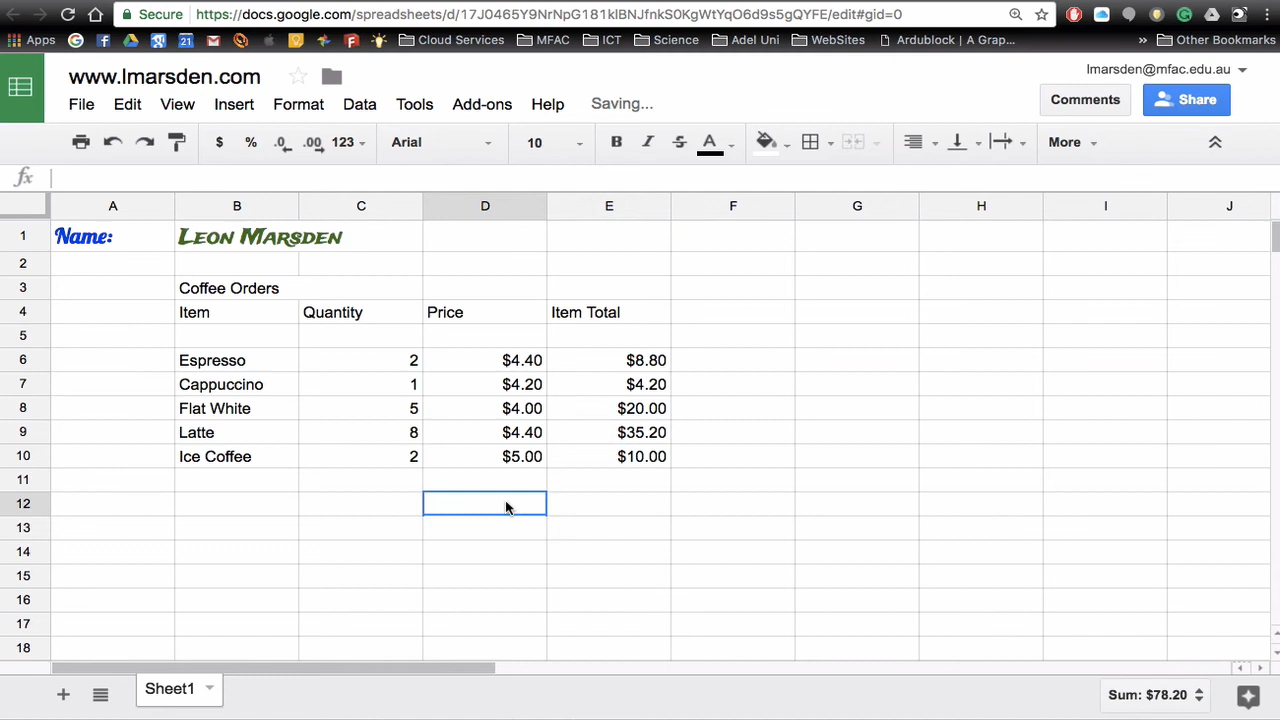 Secure https://docs.google.com/spreadsheets/d/17J0465Y9NrNpG181klBNJfnkS0KgWtYqO6d9s5gQYFE/edit#gid=0
Apps Cloud Services MFAC ICT Science Adel Uni WebSites Ardublock | A Grap... » Other Bookmarks
www.lmarsden.com lmarsden@mfac.edu.au
File Edit View Insert Format Data Tools Add-ons Help Saving... Comments Share
$ % .0 .00 123 Arial 10 B I S A More
fx
A B C D E F G H I J
1 Name: Leon Marsden
2
3 Coffee Orders
4 Item Quantity Price Item Total
5
6 Espresso 2 $4.40 $8.80
7 Cappuccino 1 $4.20 $4.20
8 Flat White 5 $4.00 $20.00
9 Latte 8 $4.40 $35.20
10 Ice Coffee 2 $5.00 $10.00
11
12
13
14
15
16
17
18
+ Sheet1 Sum: $78.20